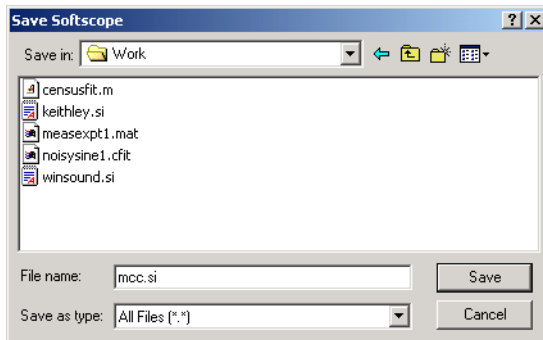 Save Softscope
Save in: Work
censusfit.m
keithley.si
measexpt1.mat
noisysine1.cfit
winsound.si
File name: mcc.si Save
Save as type: All Files (*.*) Cancel